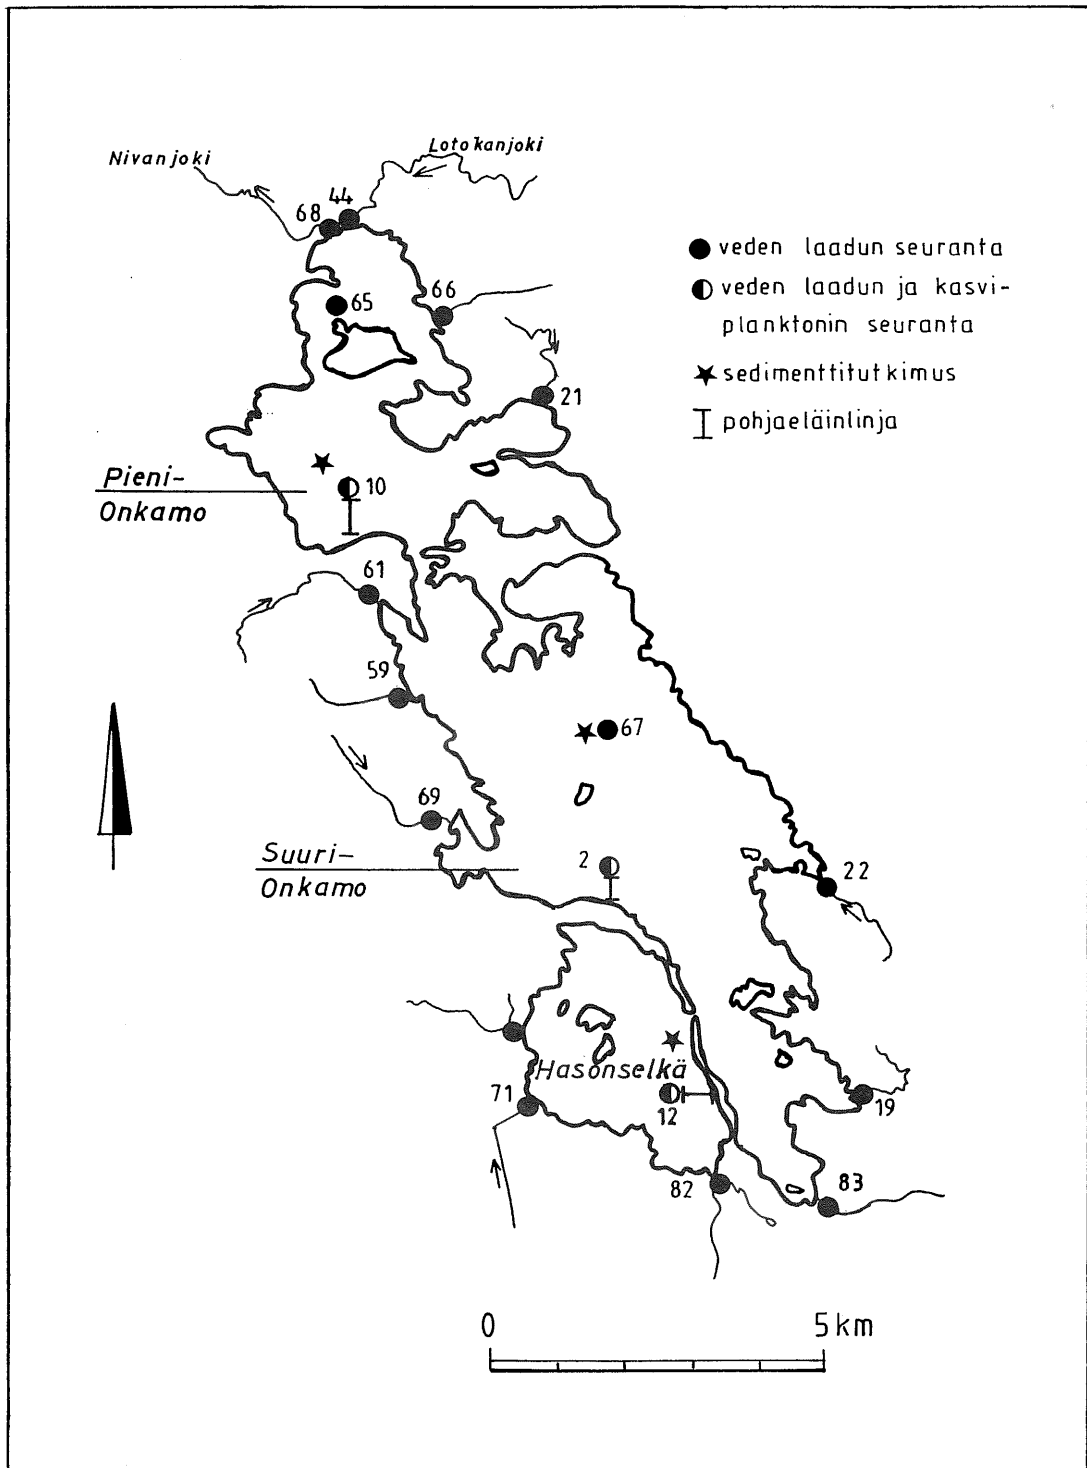 Nivanjoki
Lotokanjoki
68
44
65
66
21
veden laadun seuranta
veden laadun ja kasvi-
planktonin seuranta
sedimenttitutkimus
pohjaeläinlinja
Pieni-
Onkamo
10
61
59
67
69
Suuri-
Onkamo
2
22
Hasonselkä
71
12
19
82
83
0
5km